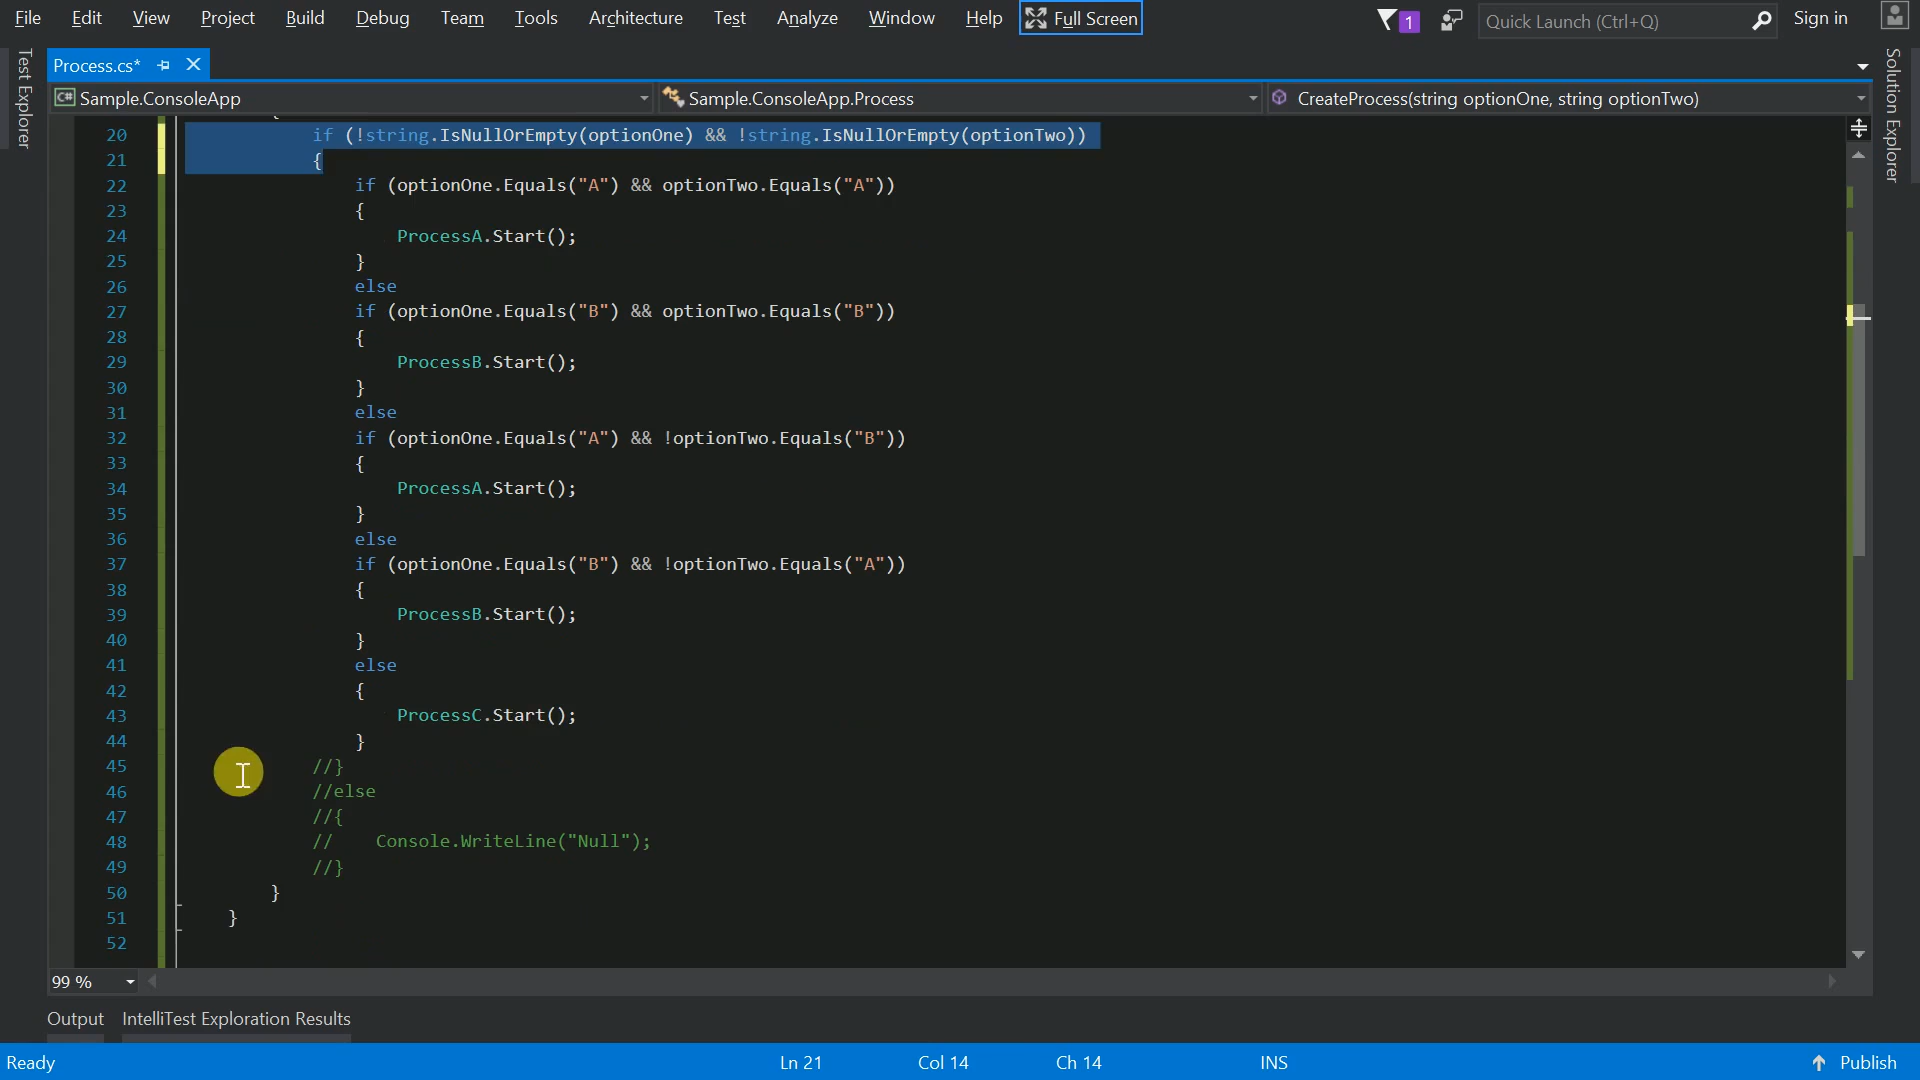 File Edit View Project Build Debug Team Tools Architecture Test Analyze Window Help Full Screen 1 Quick Launch (Ctrl+Q) Sign in
Test Explorer
Process.cs*
Solution Explorer
C# Sample.ConsoleApp Sample.ConsoleApp.Process CreateProcess(string optionOne, string optionTwo)
20 if (!string.IsNullOrEmpty(optionOne) && !string.IsNullOrEmpty(optionTwo))
21 {
22 if (optionOne.Equals("A") && optionTwo.Equals("A"))
23 {
24 ProcessA.Start();
25 }
26 else
27 if (optionOne.Equals("B") && optionTwo.Equals("B"))
28 {
29 ProcessB.Start();
30 }
31 else
32 if (optionOne.Equals("A") && !optionTwo.Equals("B"))
33 {
34 ProcessA.Start();
35 }
36 else
37 if (optionOne.Equals("B") && !optionTwo.Equals("A"))
38 {
39 ProcessB.Start();
40 }
41 else
42 {
43 ProcessC.Start();
44 }
45 //}
46 //else
47 //{
48 // Console.WriteLine("Null");
49 //}
50 }
51 }
52
99 %
Output IntelliTest Exploration Results
Ready Ln 21 Col 14 Ch 14 INS Publish